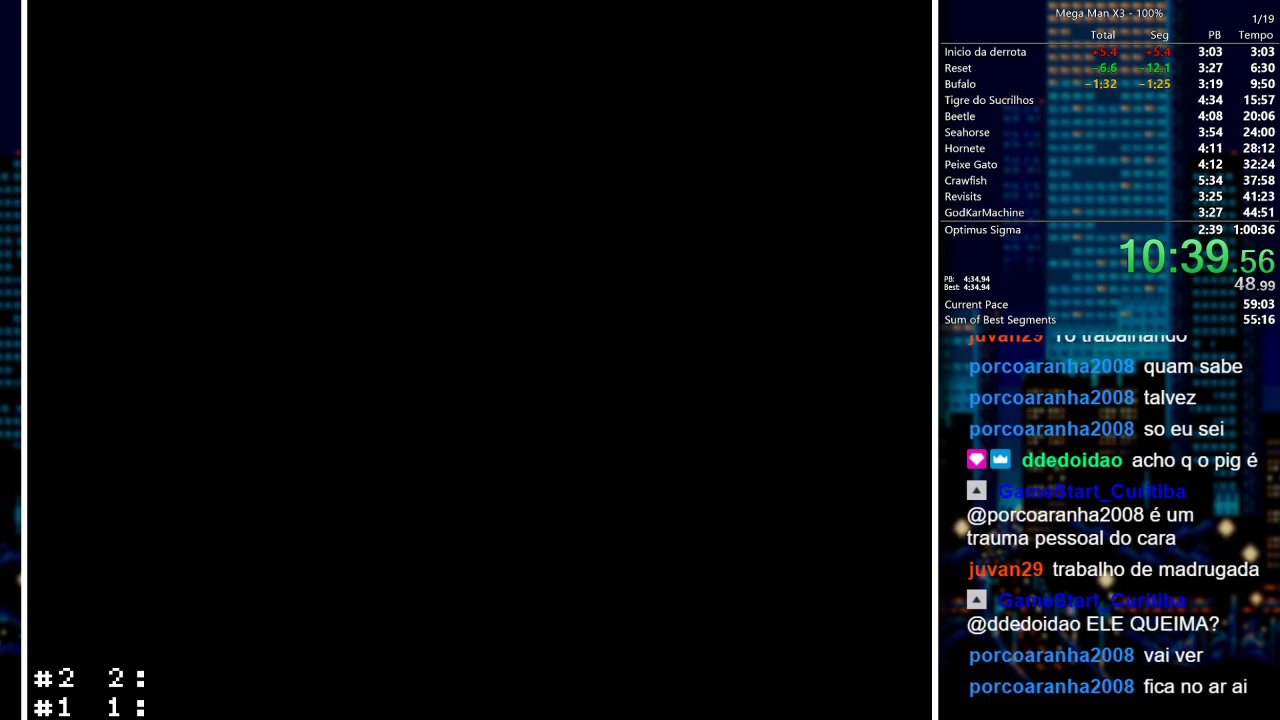 Mega Man X3 - 100%
1/19
Total Seg PB Tempo
Inicio da derrota +5.4 +5.4 3:03 3:03
Reset −6.6 −12.1 3:27 6:30
Bufalo −1:32 −1:25 3:19 9:50
Tigre do Sucrilhos 4:34 15:57
Beetle 4:08 20:06
Seahorse 3:54 24:00
Hornete 4:11 28:12
Peixe Gato 4:12 32:24
Crawfish 5:34 37:58
Revisits 3:25 41:23
GodKarMachine 3:27 44:51
Optimus Sigma 2:39 1:00:36
10:39.56
PB: 4:34.94
Best: 4:34.94
48.99
Current Pace 59:03
Sum of Best Segments 55:16
juvan29 To trabalhando
porcoaranha2008 quam sabe
porcoaranha2008 talvez
porcoaranha2008 so eu sei
ddedoidao acho q o pig é
GameStart_Curitiba
@porcoaranha2008 é um
trauma pessoal do cara
juvan29 trabalho de madrugada
GameStart_Curitiba
@ddedoidao ELE QUEIMA?
porcoaranha2008 vai ver
porcoaranha2008 fica no ar ai
#2 2:
#1 1: